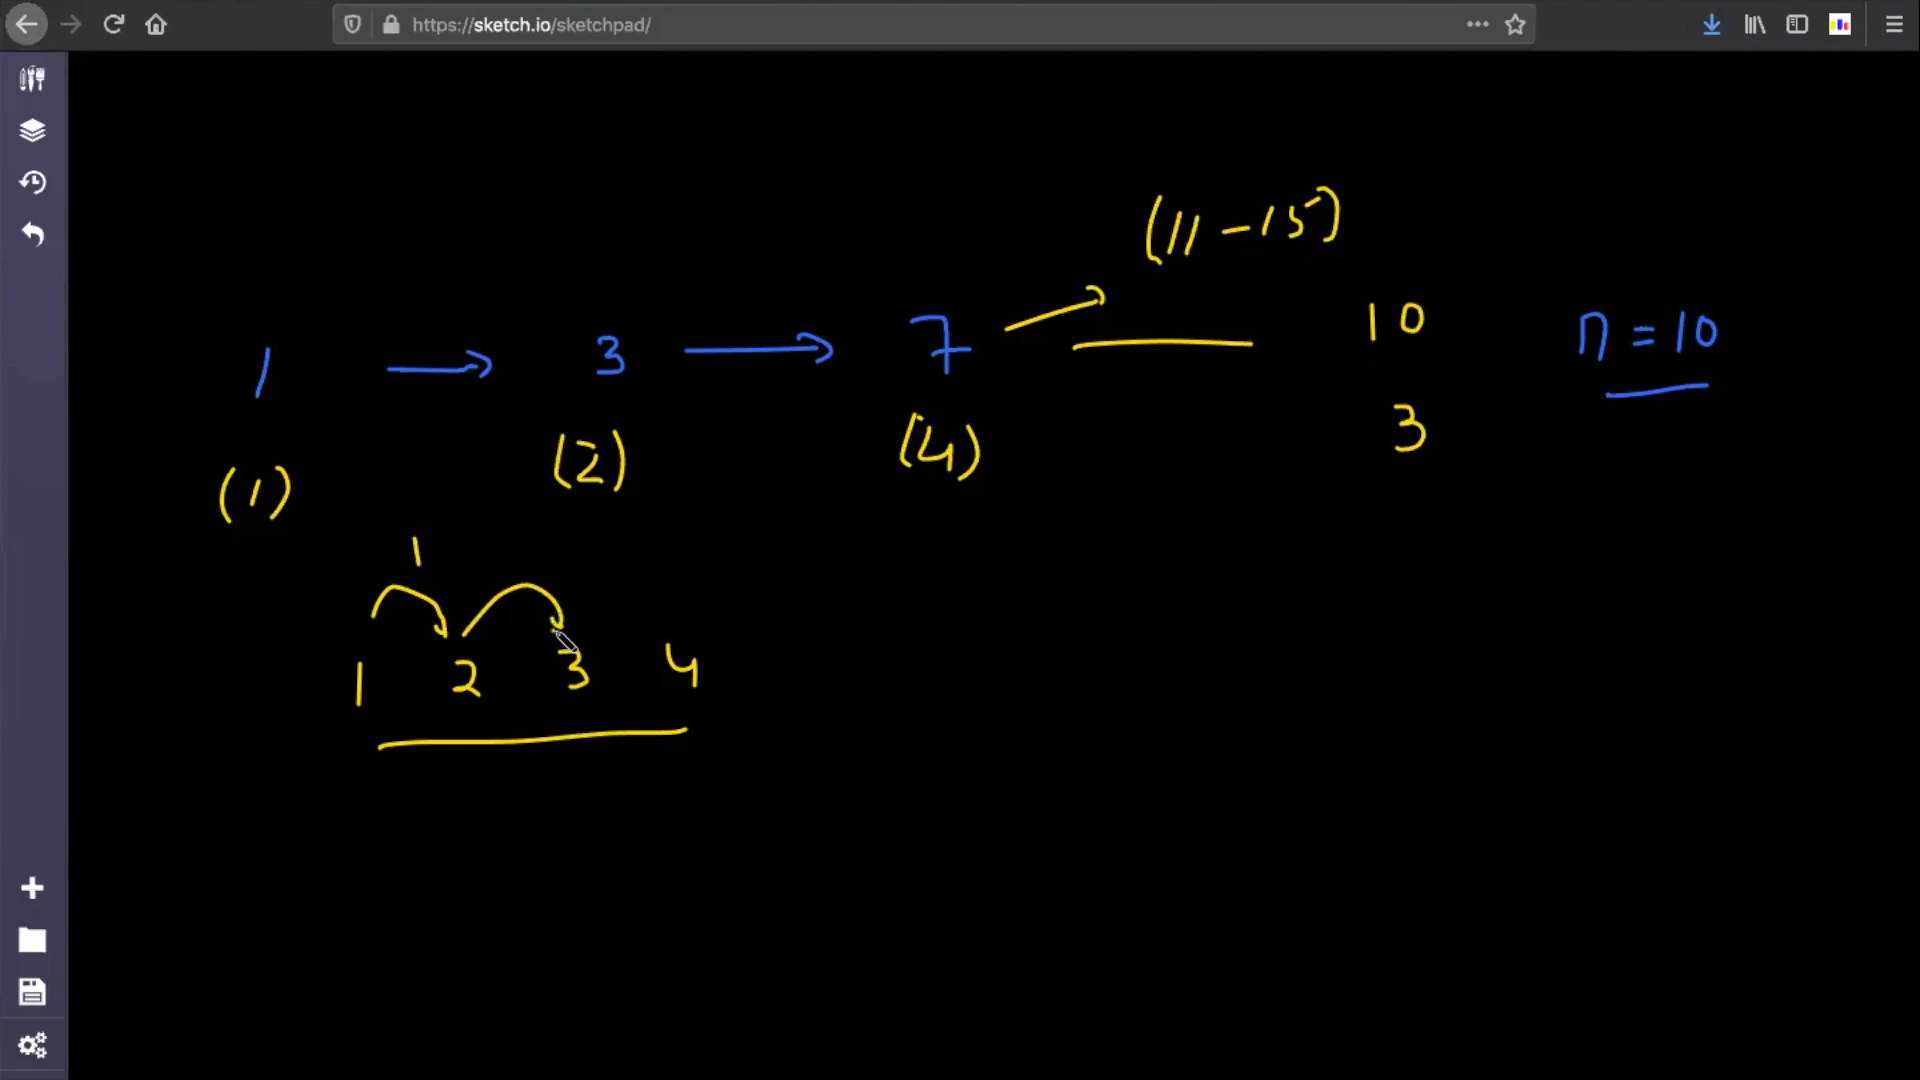 https://sketch.io/sketchpad/
(11-15)
1 3 7 10 n=10
(1) (2) (4) 3
1
1 2 3 4